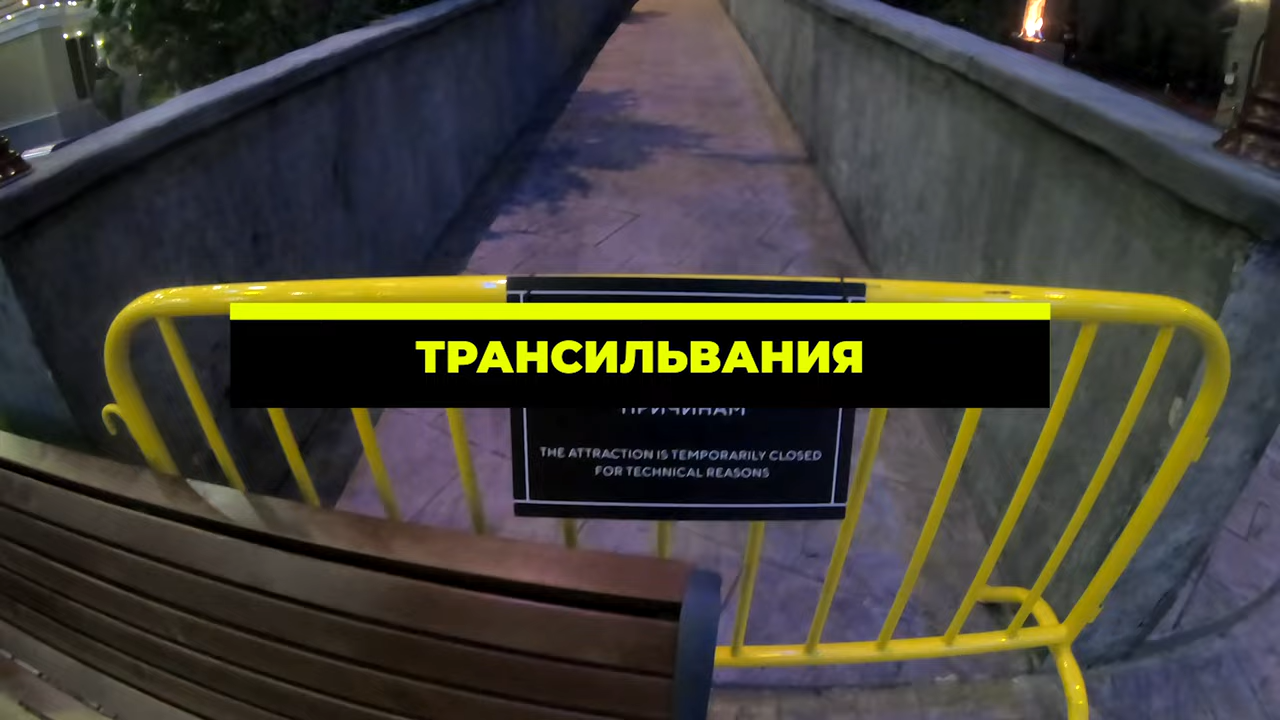 ТРАНСИЛЬВАНИЯ
ПРИЧИНАМ
THE ATTRACTION IS TEMPORARILY CLOSED
FOR TECHNICAL REASONS